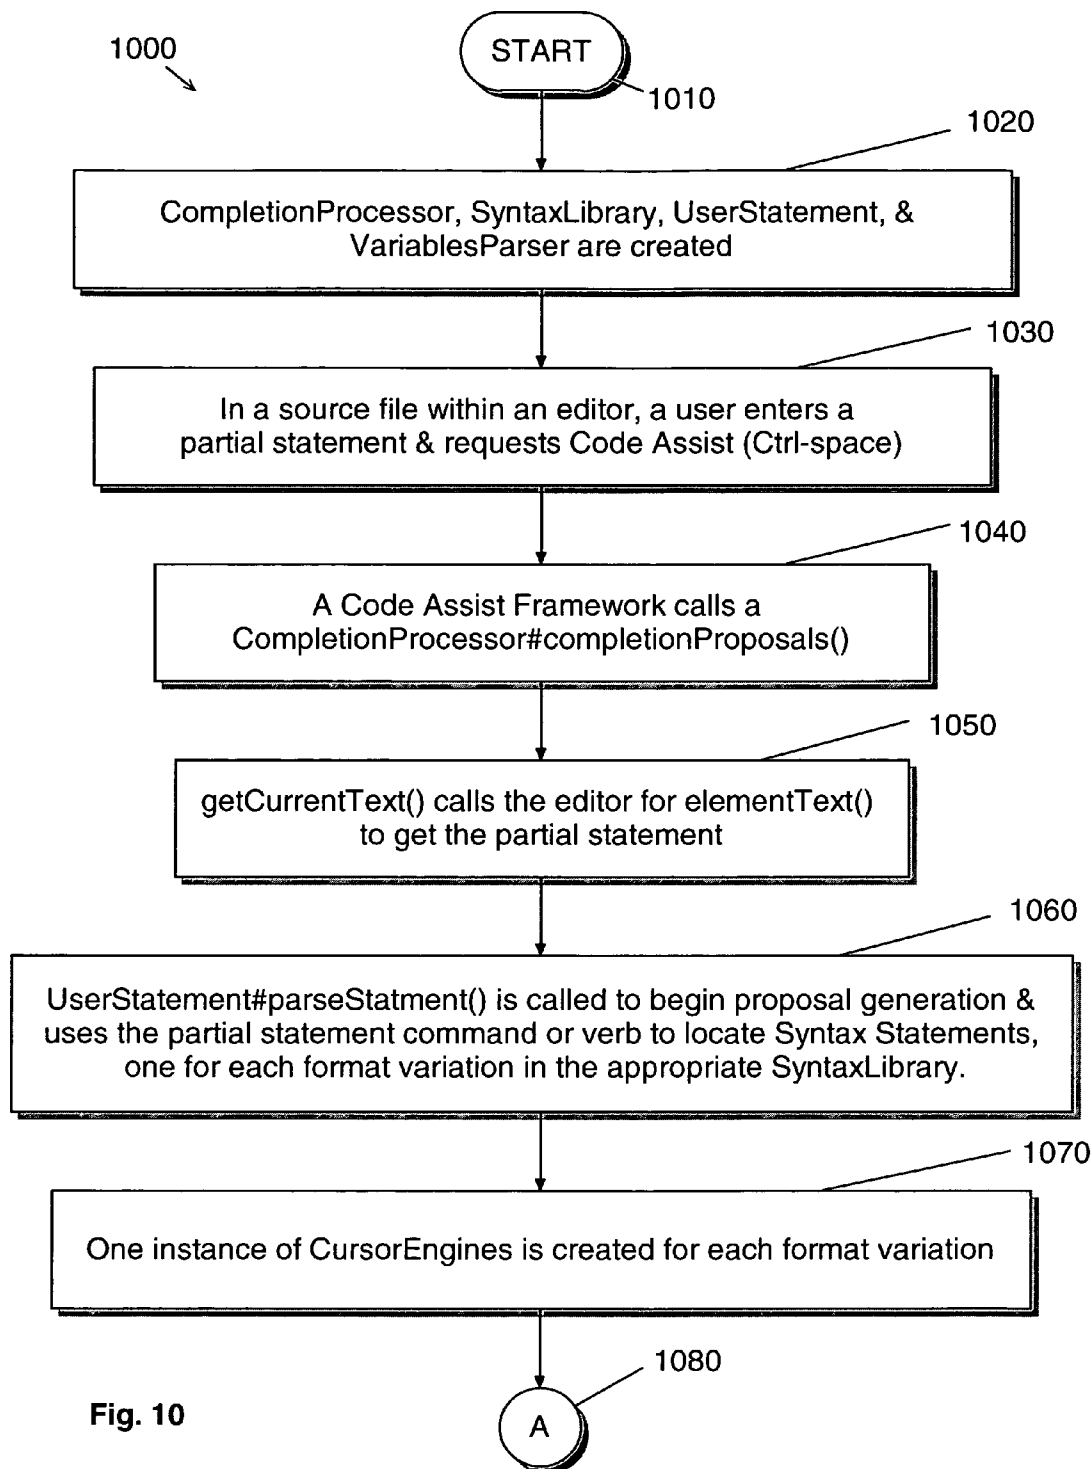 1000
START
1010
1020
CompletionProcessor, SyntaxLibrary, UserStatement, &
VariablesParser are created
1030
In a source file within an editor, a user enters a
partial statement & requests Code Assist (Ctrl-space)
1040
A Code Assist Framework calls a
CompletionProcessor#completionProposals()
1050
getCurrentText() calls the editor for elementText()
to get the partial statement
1060
UserStatement#parseStatment() is called to begin proposal generation &
uses the partial statement command or verb to locate Syntax Statements,
one for each format variation in the appropriate SyntaxLibrary.
1070
One instance of CursorEngines is created for each format variation
1080
A
Fig. 10